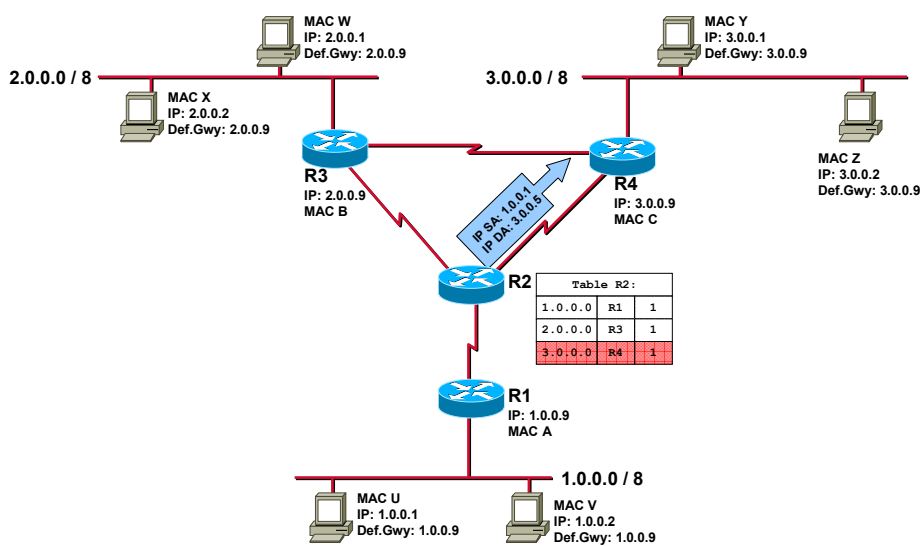 MAC W
IP: 2.0.0.1
Def.Gwy: 2.0.0.9
MAC Y
IP: 3.0.0.1
Def.Gwy: 3.0.0.9
2.0.0.0 / 8
3.0.0.0 / 8
MAC X
IP: 2.0.0.2
Def.Gwy: 2.0.0.9
MAC Z
IP: 3.0.0.2
Def.Gwy: 3.0.0.9
R3
IP: 2.0.0.9
MAC B
R4
IP: 3.0.0.9
MAC C
IP SA: 1.0.0.1
IP DA: 3.0.0.5
R2
Table R2:
1.0.0.0 R1 1
2.0.0.0 R3 1
3.0.0.0 R4 1
R1
IP: 1.0.0.9
MAC A
1.0.0.0 / 8
MAC U
IP: 1.0.0.1
Def.Gwy: 1.0.0.9
MAC V
IP: 1.0.0.2
Def.Gwy: 1.0.0.9